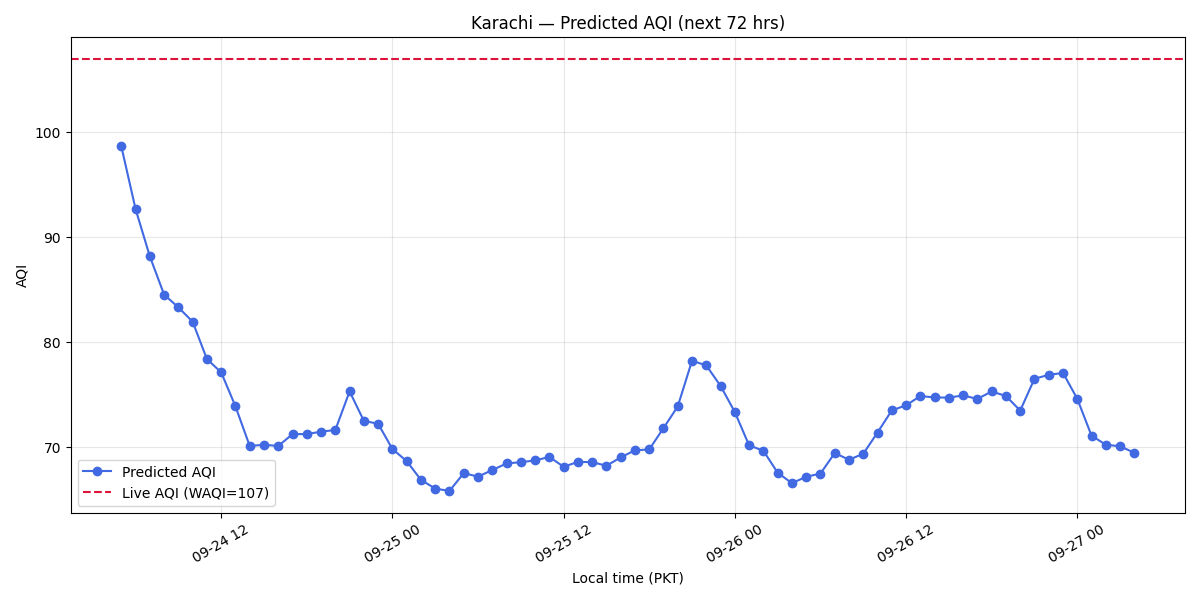 Karachi — Predicted AQI (next 72 hrs)
AQI
100
90
80
70
Predicted AQI
Live AQI (WAQI=107)
09-24 12
09-25 00
09-25 12
09-26 00
09-26 12
09-27 00
Local time (PKT)